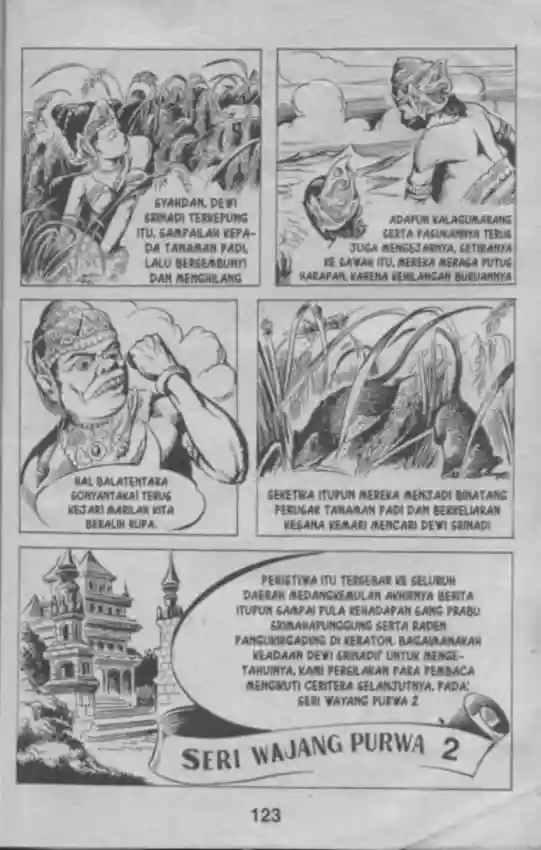 SYAHDAN, DEWI
SRINADI TERKEPUNG
ITU, SAMPAILAH KEPA-
DA TANAMAN PADI,
LALU BERSEMBUNYI
DAN MENGHILANG
ADAPUN KALAGUMARANG
SERTA PASUKANNYA TERUS
JUGA MENGEJARNYA, SETIBANYA
KE SAWAH ITU, MEREKA MERASA PUTUS
HARAPAN, KARENA KEHILANGAN BURUANNYA
HAI BALATENTARA
GONYANTAKA! TERUS
KEJAR! MARILAH KITA
BERALIH RUPA.
SEKETIKA ITUPUN MEREKA MENJADI BINATANG
PERUSAK TANAMAN PADI DAN BERKELIARAN
KESANA KEMARI MENCARI DEWI SRINADI
PERISTIWA ITU TERSEBAR KE SELURUH
DAERAH MEDANGKEMULAN AKHIRNYA BERITA
ITUPUN SAMPAI PULA KEHADAPAN SANG PRABU
SRIMAHAPUNGGUNG SERTA RADEN
PANGUKIRGADING DI KERATON. BAGAIMANAKAH
KEADAAN DEWI SRINADI? UNTUK MENGE-
TAHUINYA, KAMI PERSILAKAN PARA PEMBACA
MENGIKUTI CERITERA SELANJUTNYA. PADA:
SERI WAYANG PURWA 2
SERI WAJANG PURWA 2
123